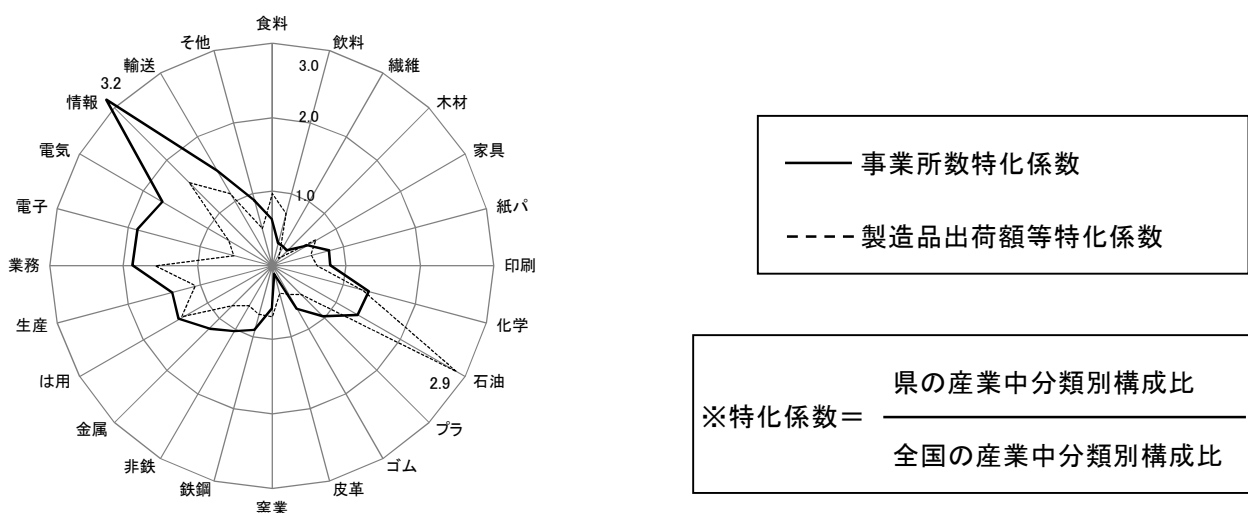 食料
飲料
繊維
木材
家具
紙パ
印刷
化学
石油
プラ
ゴム
皮革
窯業
鉄鋼
非鉄
金属
は用
生産
業務
電子
電気
情報
輸送
その他
3.0
2.0
1.0
3.2
2.9
事業所数特化係数
製造品出荷額等特化係数
※特化係数＝
県の産業中分類別構成比
全国の産業中分類別構成比